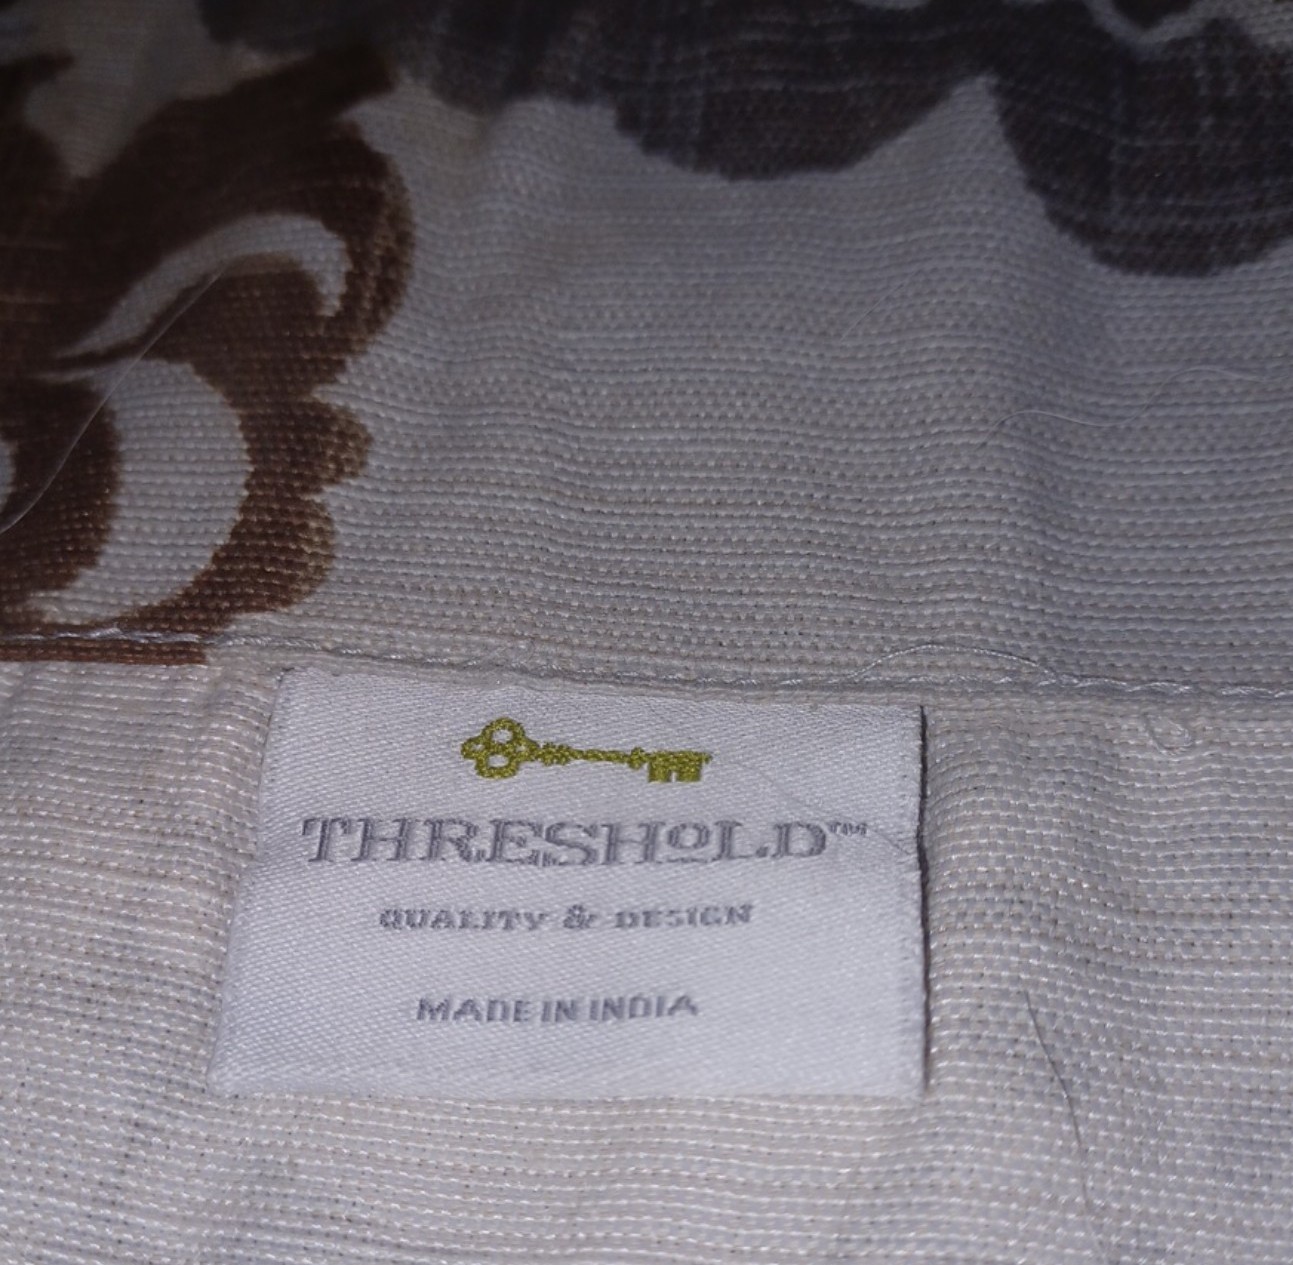 THRESHOLD™
QUALITY & DESIGN
MADE IN INDIA